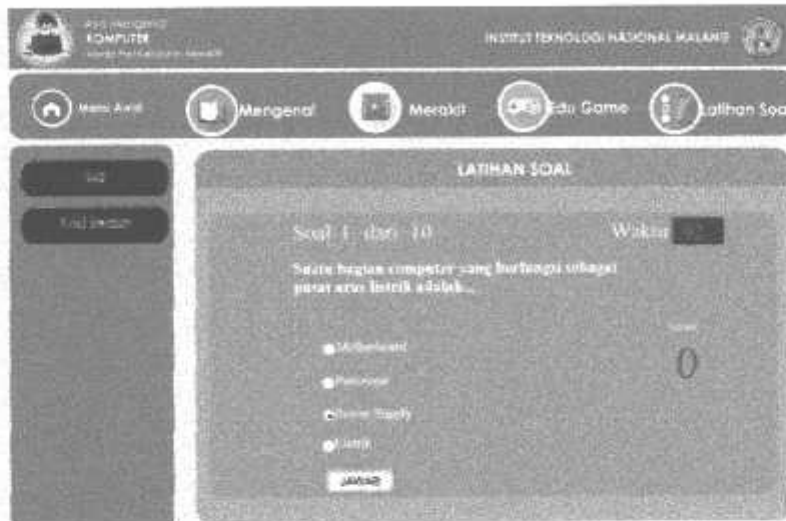 KOMPUTER
INSTITUT TEKNOLOGI NASIONAL MALANG
Menu Awal
Mengenal
Merakit
Edu Game
Latihan Soal
LATIHAN SOAL
Soal 1 dari 10
Waktu
Suatu bagian computer yang berfungsi sebagai
pusat arus listrik adalah...
Motherboard
Processor
0
Power Supply
Listrik
JAWAB